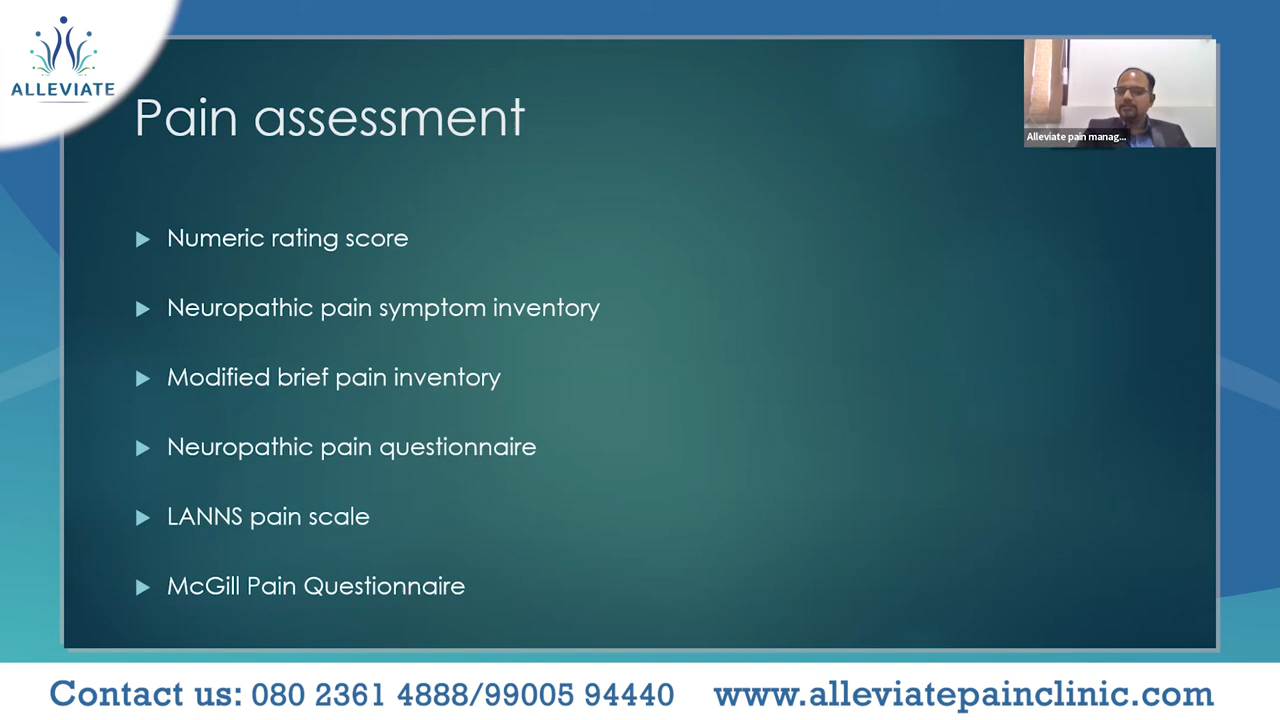 ALLEVIATE
Pain assessment
Alleviate pain manag...
Numeric rating score
Neuropathic pain symptom inventory
Modified brief pain inventory
Neuropathic pain questionnaire
LANNS pain scale
McGill Pain Questionnaire
Contact us: 080 2361 4888/99005 94440 www.alleviatepainclinic.com